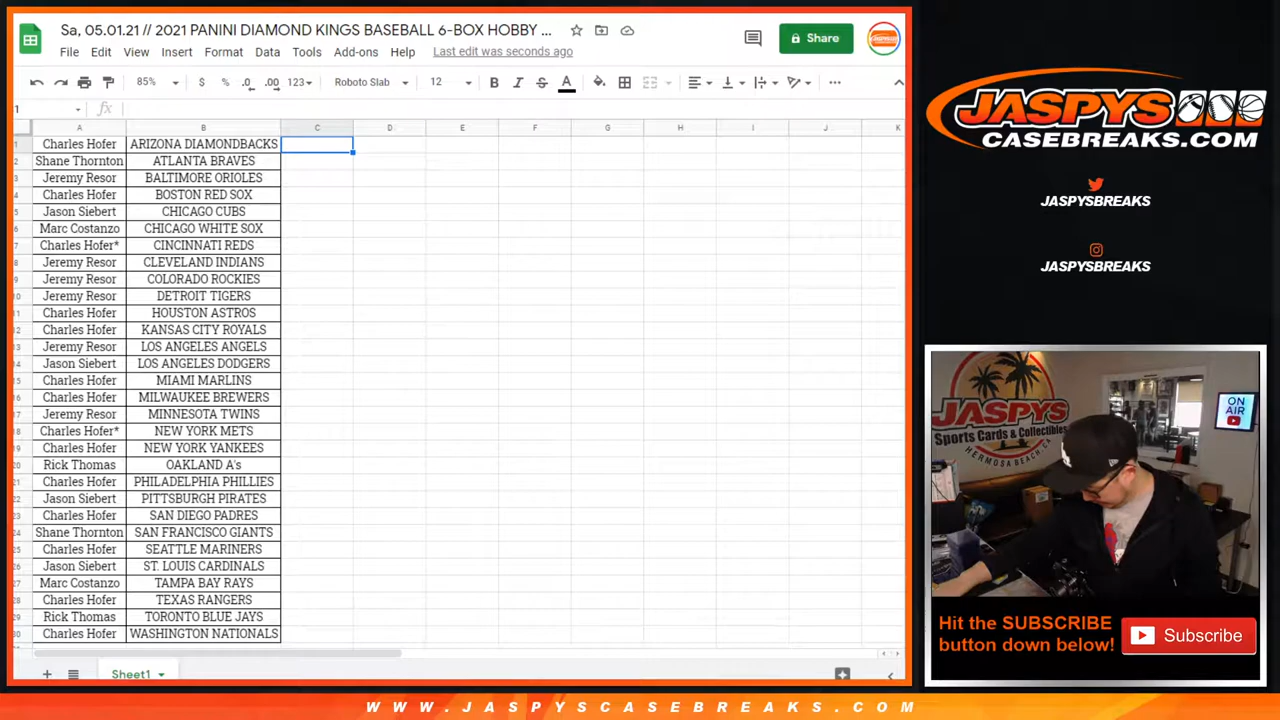 Sa, 05.01.21 // 2021 PANINI DIAMOND KINGS BASEBALL 6-BOX HOBBY ...
File Edit View Insert Format Data Tools Add-ons Help Last edit was seconds ago
Share
85% $ % .0 .00 123 Roboto Slab 12 B I S A
1 fx
A B C D E F G H I J K
1 Charles Hofer ARIZONA DIAMONDBACKS
2 Shane Thornton ATLANTA BRAVES
3 Jeremy Resor BALTIMORE ORIOLES
4 Charles Hofer BOSTON RED SOX
5 Jason Siebert CHICAGO CUBS
6 Marc Costanzo CHICAGO WHITE SOX
7 Charles Hofer* CINCINNATI REDS
8 Jeremy Resor CLEVELAND INDIANS
9 Jeremy Resor COLORADO ROCKIES
10 Jeremy Resor DETROIT TIGERS
11 Charles Hofer HOUSTON ASTROS
12 Charles Hofer KANSAS CITY ROYALS
13 Jeremy Resor LOS ANGELES ANGELS
14 Jason Siebert LOS ANGELES DODGERS
15 Charles Hofer MIAMI MARLINS
16 Charles Hofer MILWAUKEE BREWERS
17 Jeremy Resor MINNESOTA TWINS
18 Charles Hofer* NEW YORK METS
19 Charles Hofer NEW YORK YANKEES
20 Rick Thomas OAKLAND A's
21 Charles Hofer PHILADELPHIA PHILLIES
22 Jason Siebert PITTSBURGH PIRATES
23 Charles Hofer SAN DIEGO PADRES
24 Shane Thornton SAN FRANCISCO GIANTS
25 Charles Hofer SEATTLE MARINERS
26 Jason Siebert ST. LOUIS CARDINALS
27 Marc Costanzo TAMPA BAY RAYS
28 Charles Hofer TEXAS RANGERS
29 Rick Thomas TORONTO BLUE JAYS
30 Charles Hofer WASHINGTON NATIONALS
Sheet1
JASPYS
CASEBREAKS.COM
JASPYSBREAKS
JASPYSBREAKS
JASPYS
Sports Cards & Collectibles
HERMOSA BEACH, CA
ON
AIR
Hit the SUBSCRIBE
button down below!
Subscribe
WWW.JASPYSCASEBREAKS.COM